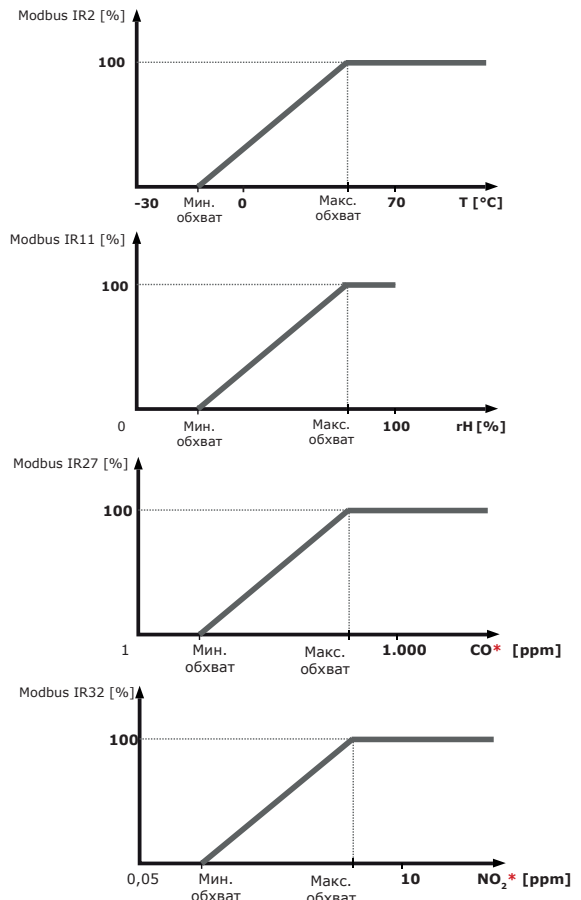 Modbus IR2 [%]
100
-30 Мин. обхват 0 Макс. обхват 70 T [°C]
Modbus IR11 [%]
100
0 Мин. обхват Макс. обхват 100 rH [%]
Modbus IR27 [%]
100
1 Мин. обхват Макс. обхват 1.000 CO* [ppm]
Modbus IR32 [%]
100
0,05 Мин. обхват Макс. обхват 10 NO₂* [ppm]